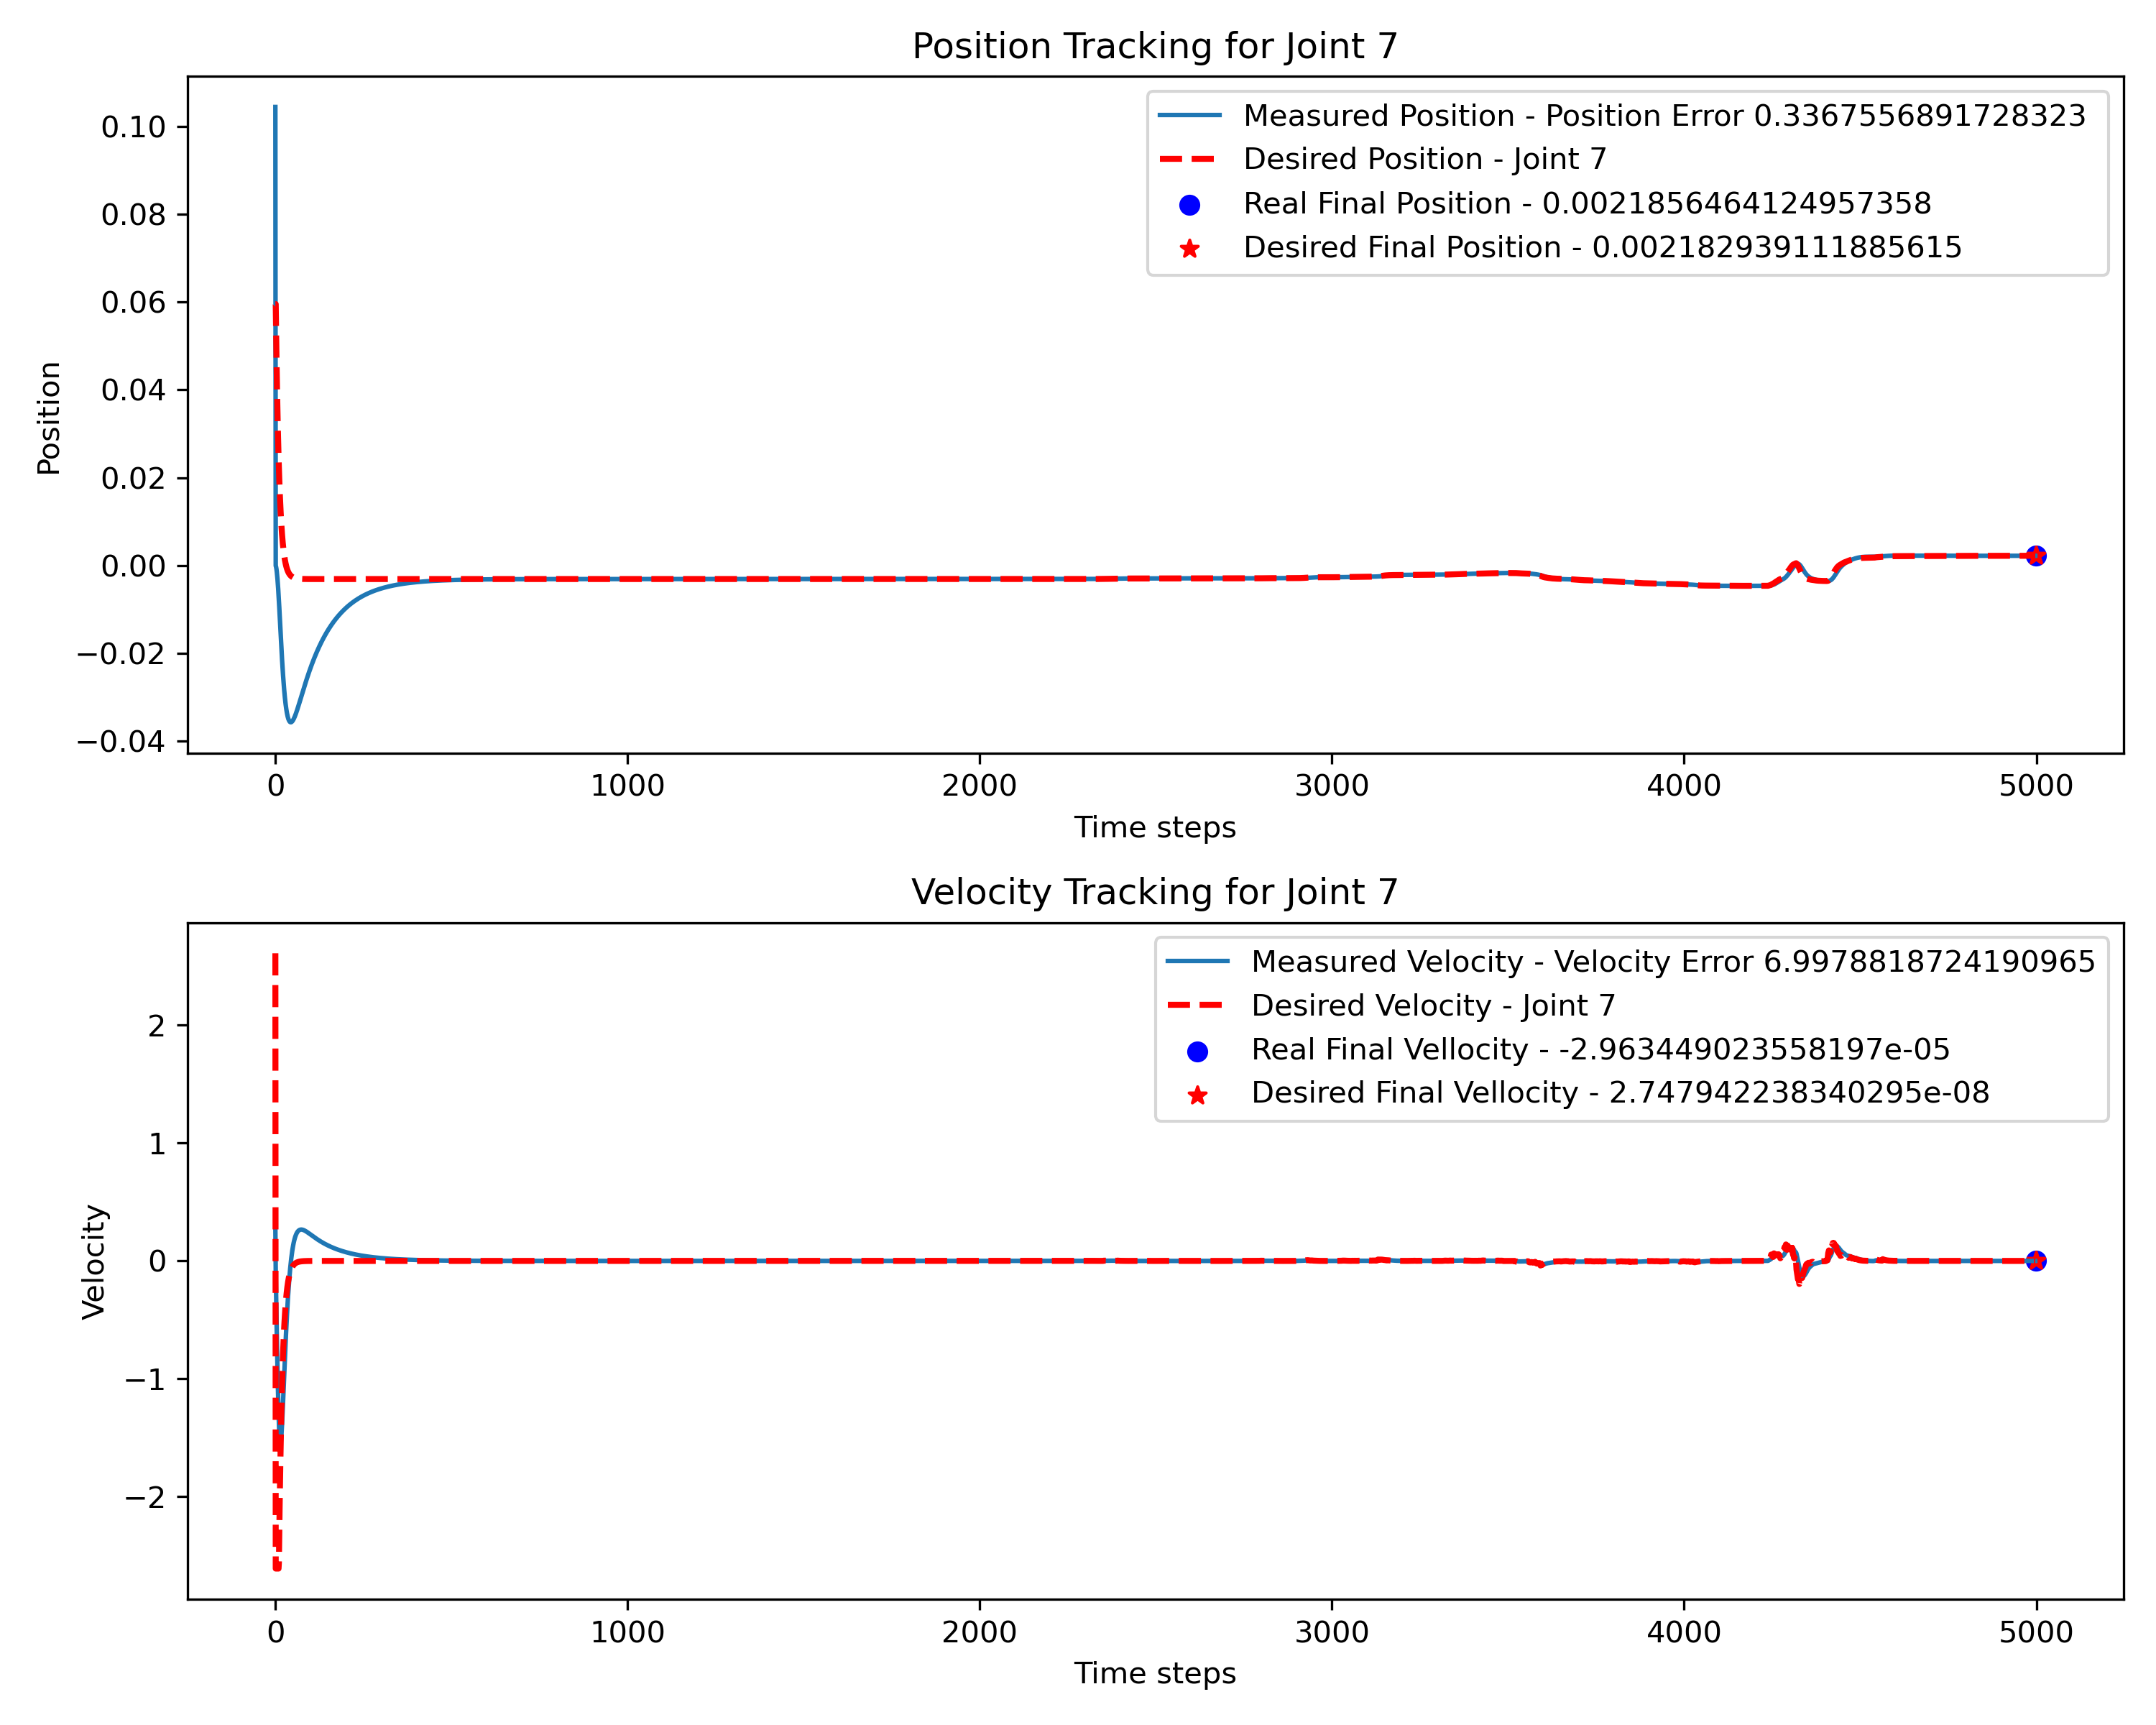 Position Tracking for Joint 7
Measured Position - Position Error 0.3367556891728323
Desired Position - Joint 7
Real Final Position - 0.0021856464124957358
Desired Final Position - 0.002182939111885615
0.10
0.08
0.06
0.04
0.02
0.00
−0.02
−0.04
Position
0 1000 2000 3000 4000 5000
Time steps
Velocity Tracking for Joint 7
Measured Velocity - Velocity Error 6.9978818724190965
Desired Velocity - Joint 7
Real Final Vellocity - -2.963449023558197e-05
Desired Final Vellocity - 2.747942238340295e-08
2
1
0
−1
−2
Velocity
0 1000 2000 3000 4000 5000
Time steps